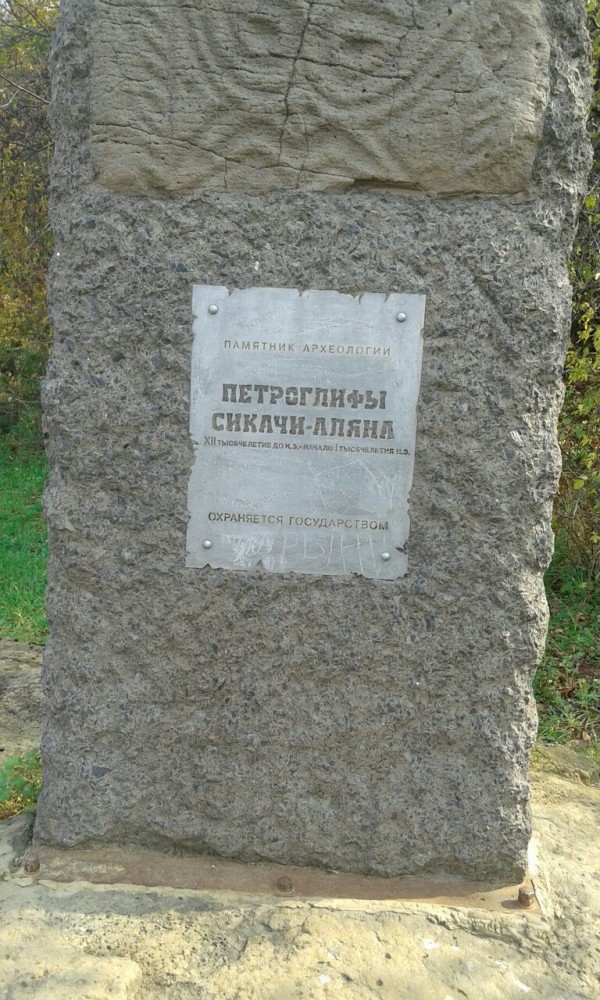 ПАМЯТНИК АРХЕОЛОГИИ
ПЕТРОГЛИФЫ
СИКАЧИ-АЛЯНА
XII ТЫСЯЧЕЛЕТИЕ ДО Н.Э.-НАЧАЛО I ТЫСЯЧЕЛЕТИЯ Н.Э.
ОХРАНЯЕТСЯ ГОСУДАРСТВОМ